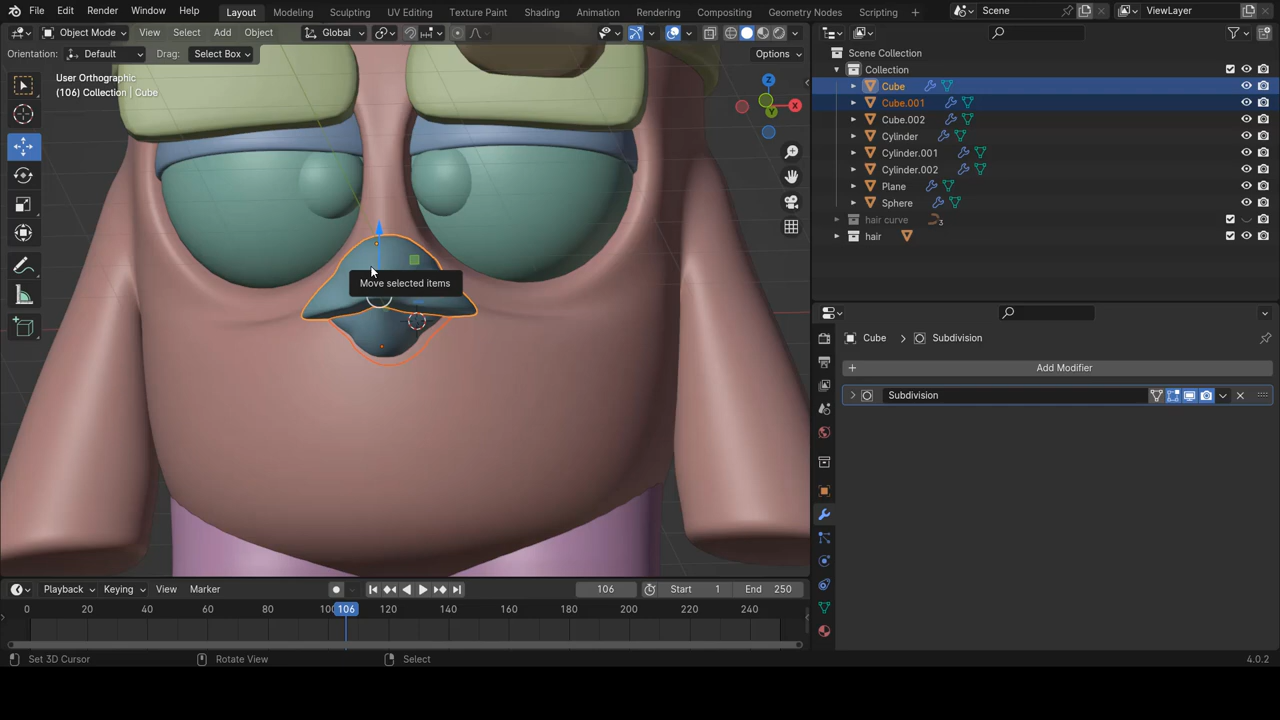 File Edit Render Window Help Layout Modeling Sculpting UV Editing Texture Paint Shading Animation Rendering Compositing Geometry Nodes Scripting Scene ViewLayer
Object Mode View Select Add Object Global
Orientation: Default Drag: Select Box Options
User Orthographic
(106) Collection | Cube
Z
X
Y
Move selected items
Scene Collection
Collection
Cube
Cube.001
Cube.002
Cylinder
Cylinder.001
Cylinder.002
Plane
Sphere
hair curve 3
hair
Cube Subdivision
Add Modifier
Subdivision
Playback Keying View Marker 106 Start 1 End 250
0 20 40 60 80 100 106 120 140 160 180 200 220 240
Set 3D Cursor Rotate View Select 4.0.2